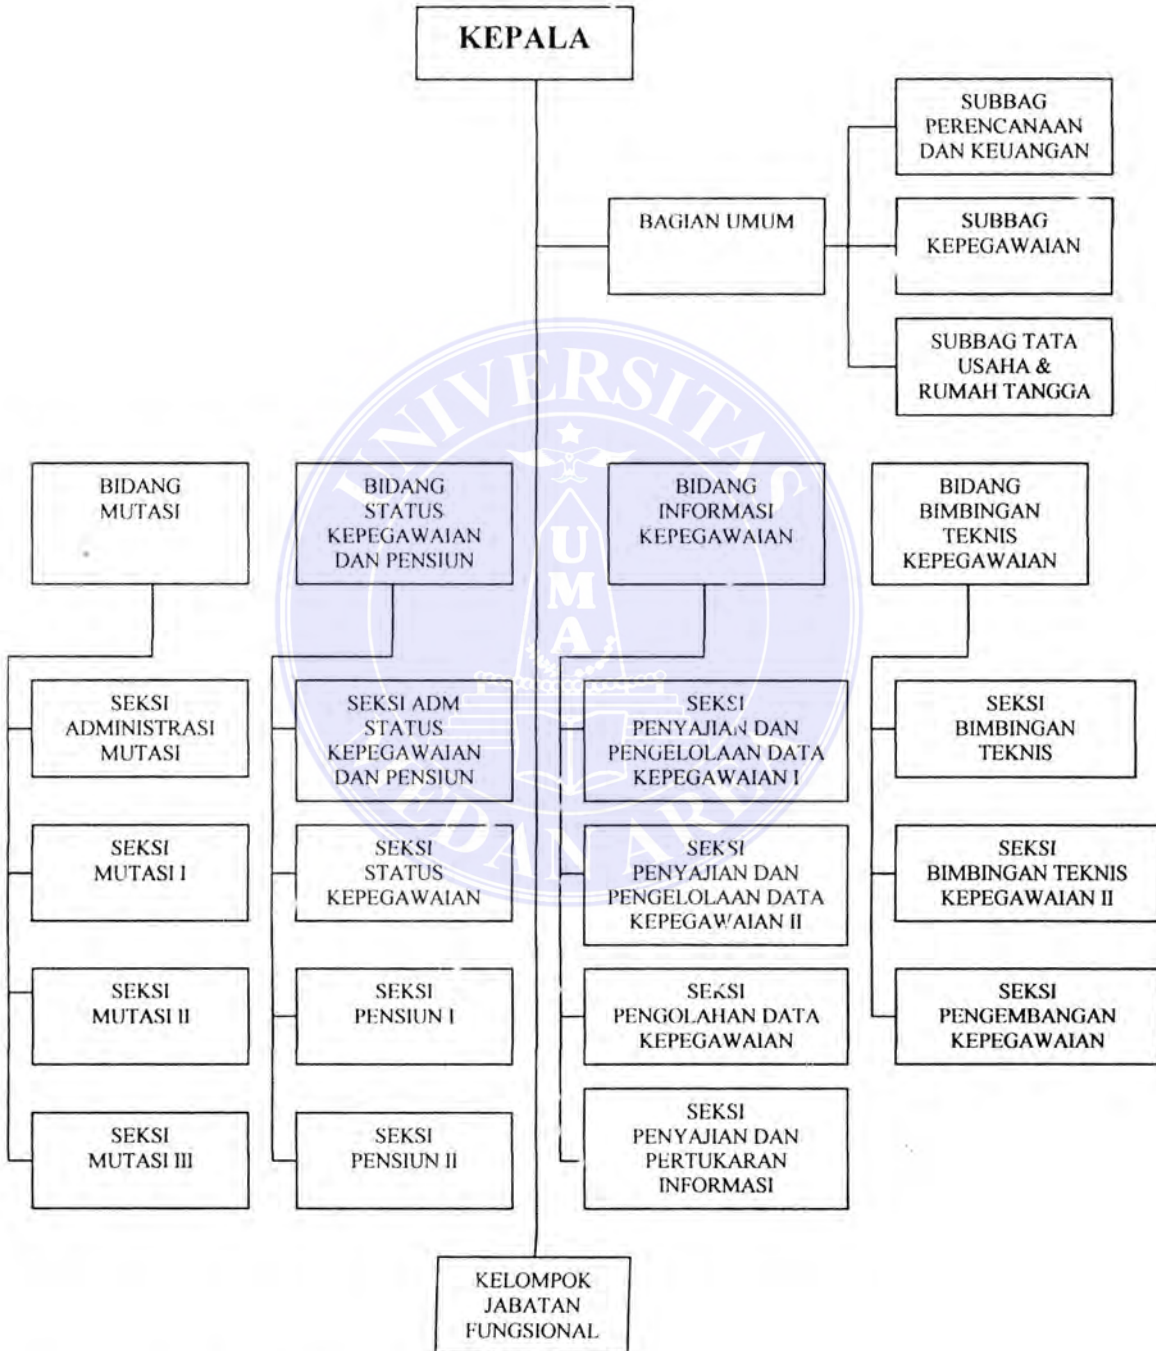 KEPALA
SUBBAG
PERENCANAAN
DAN KEUANGAN
BAGIAN UMUM
SUBBAG
KEPEGAWAIAN
SUBBAG TATA
USAHA &
RUMAH TANGGA
BIDANG
MUTASI
BIDANG
STATUS
KEPEGAWAIAN
DAN PENSIUN
BIDANG
INFORMASI
KEPEGAWAIAN
BIDANG
BIMBINGAN
TEKNIS
KEPEGAWAIAN
SEKSI
ADMINISTRASI
MUTASI
SEKSI ADM
STATUS
KEPEGAWAIAN
DAN PENSIUN
SEKSI
PENYAJIAN DAN
PENGELOLAAN DATA
KEPEGAWAIAN I
SEKSI
BIMBINGAN
TEKNIS
SEKSI
MUTASI I
SEKSI
STATUS
KEPEGAWAIAN
SEKSI
PENYAJIAN DAN
PENGELOLAAN DATA
KEPEGAWAIAN II
SEKSI
BIMBINGAN TEKNIS
KEPEGAWAIAN II
SEKSI
MUTASI II
SEKSI
PENSIUN I
SEKSI
PENGOLAHAN DATA
KEPEGAWAIAN
SEKSI
PENGEMBANGAN
KEPEGAWAIAN
SEKSI
MUTASI III
SEKSI
PENSIUN II
SEKSI
PENYAJIAN DAN
PERTUKARAN
INFORMASI
KELOMPOK
JABATAN
FUNGSIONAL
UNIVERSITAS
MEDAN AREA
UMA